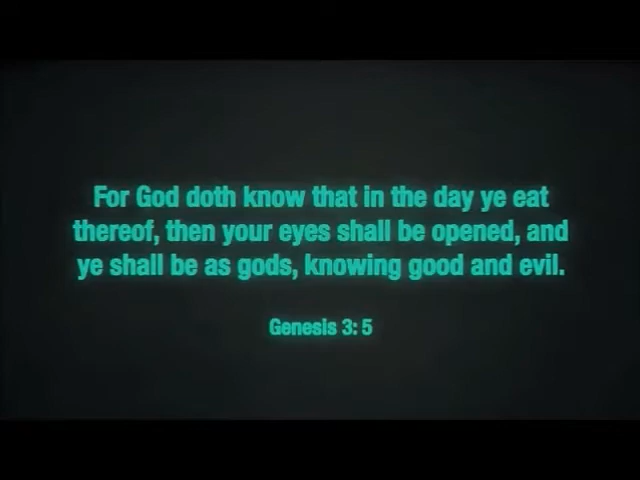 For God doth know that in the day ye eat
thereof, then your eyes shall be opened, and
ye shall be as gods, knowing good and evil.
Genesis 3: 5